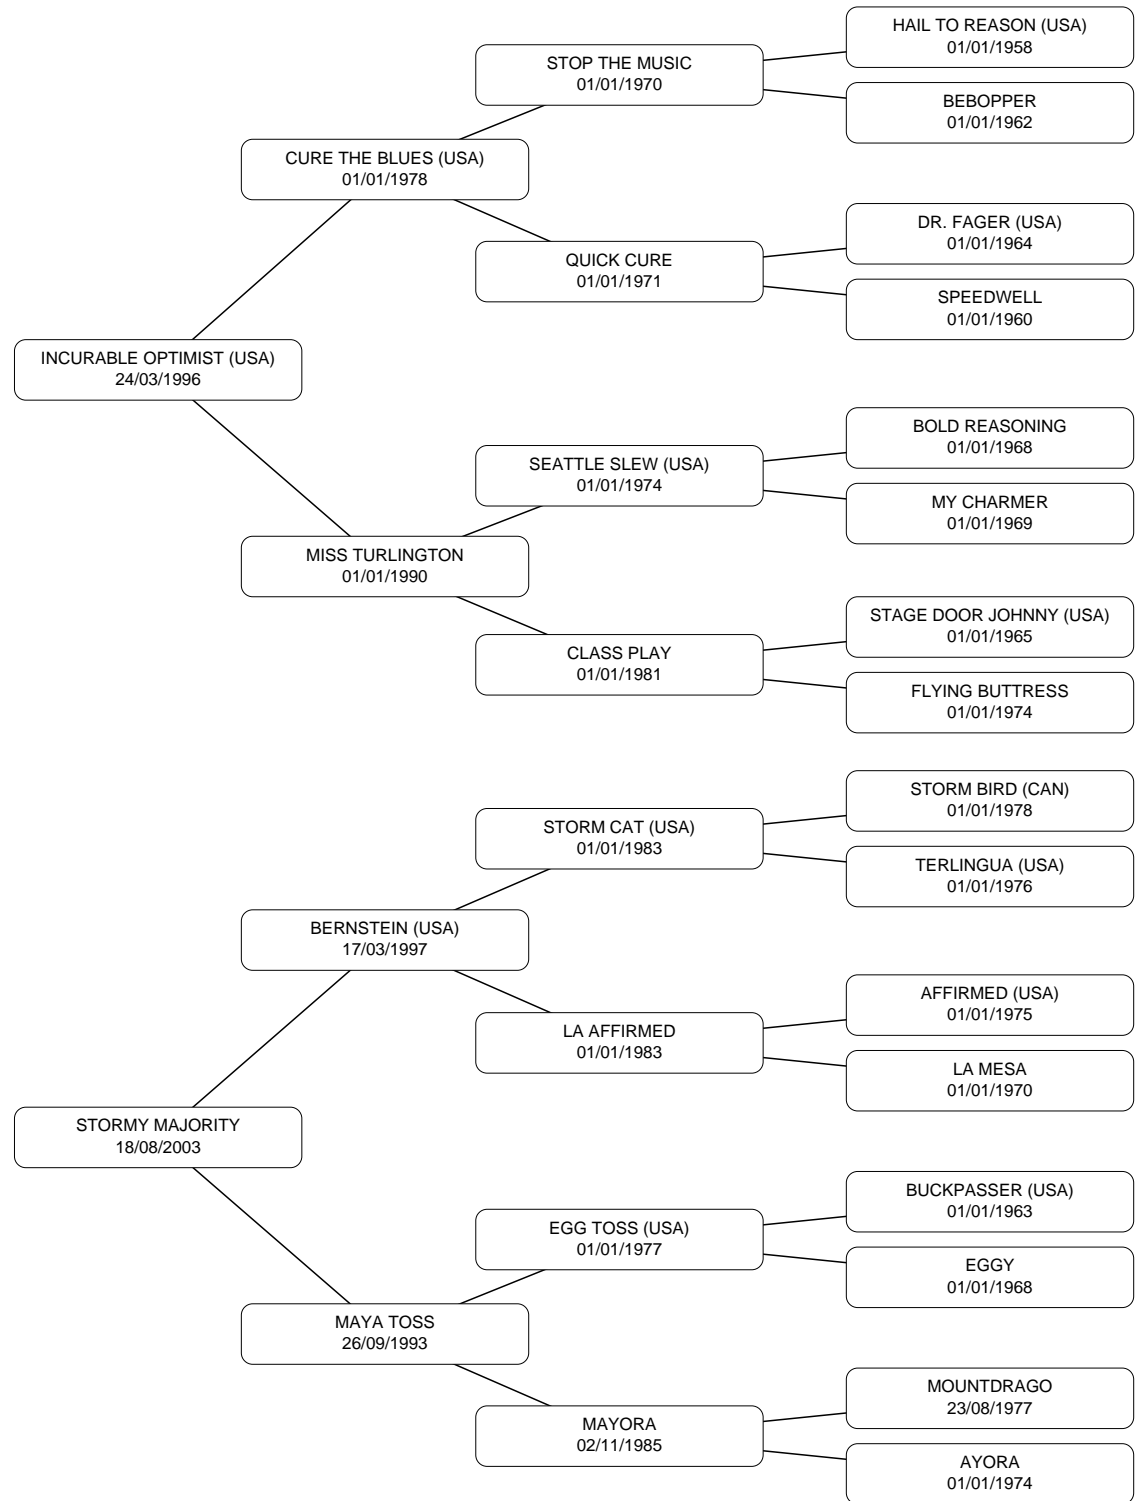 HAIL TO REASON (USA)
01/01/1958
STOP THE MUSIC
01/01/1970
BEBOPPER
01/01/1962
CURE THE BLUES (USA)
01/01/1978
DR. FAGER (USA)
01/01/1964
QUICK CURE
01/01/1971
SPEEDWELL
01/01/1960
INCURABLE OPTIMIST (USA)
24/03/1996
BOLD REASONING
01/01/1968
SEATTLE SLEW (USA)
01/01/1974
MY CHARMER
01/01/1969
MISS TURLINGTON
01/01/1990
STAGE DOOR JOHNNY (USA)
01/01/1965
CLASS PLAY
01/01/1981
FLYING BUTTRESS
01/01/1974
STORM BIRD (CAN)
01/01/1978
STORM CAT (USA)
01/01/1983
TERLINGUA (USA)
01/01/1976
BERNSTEIN (USA)
17/03/1997
AFFIRMED (USA)
01/01/1975
LA AFFIRMED
01/01/1983
LA MESA
01/01/1970
STORMY MAJORITY
18/08/2003
BUCKPASSER (USA)
01/01/1963
EGG TOSS (USA)
01/01/1977
EGGY
01/01/1968
MAYA TOSS
26/09/1993
MOUNTDRAGO
23/08/1977
MAYORA
02/11/1985
AYORA
01/01/1974